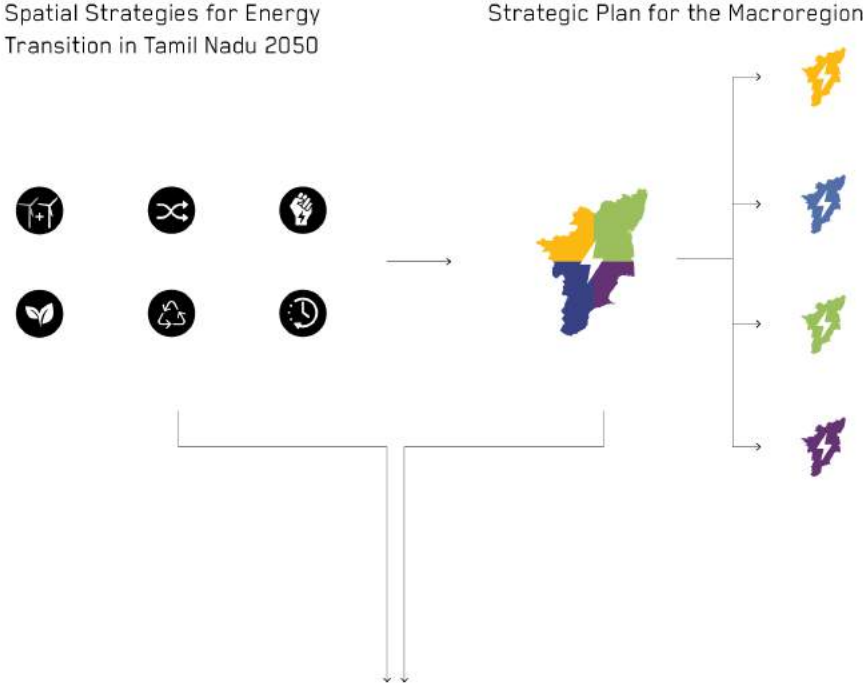 Spatial Strategies for Energy
Transition in Tamil Nadu 2050
Strategic Plan for the Macroregion